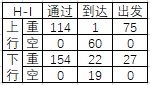 H-I 通过 到达 出发
上行 重 114 1 75
空 0 60 0
下行 重 154 22 27
空 0 19 0